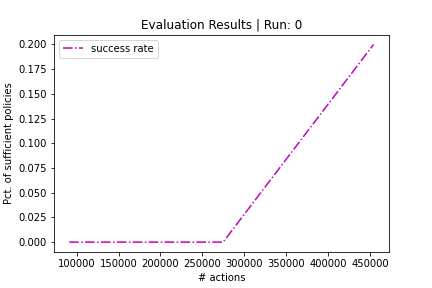 Evaluation Results | Run: 0
success rate
Pct. of sufficient policies
0.200
0.175
0.150
0.125
0.100
0.075
0.050
0.025
0.000
100000 150000 200000 250000 300000 350000 400000 450000
# actions